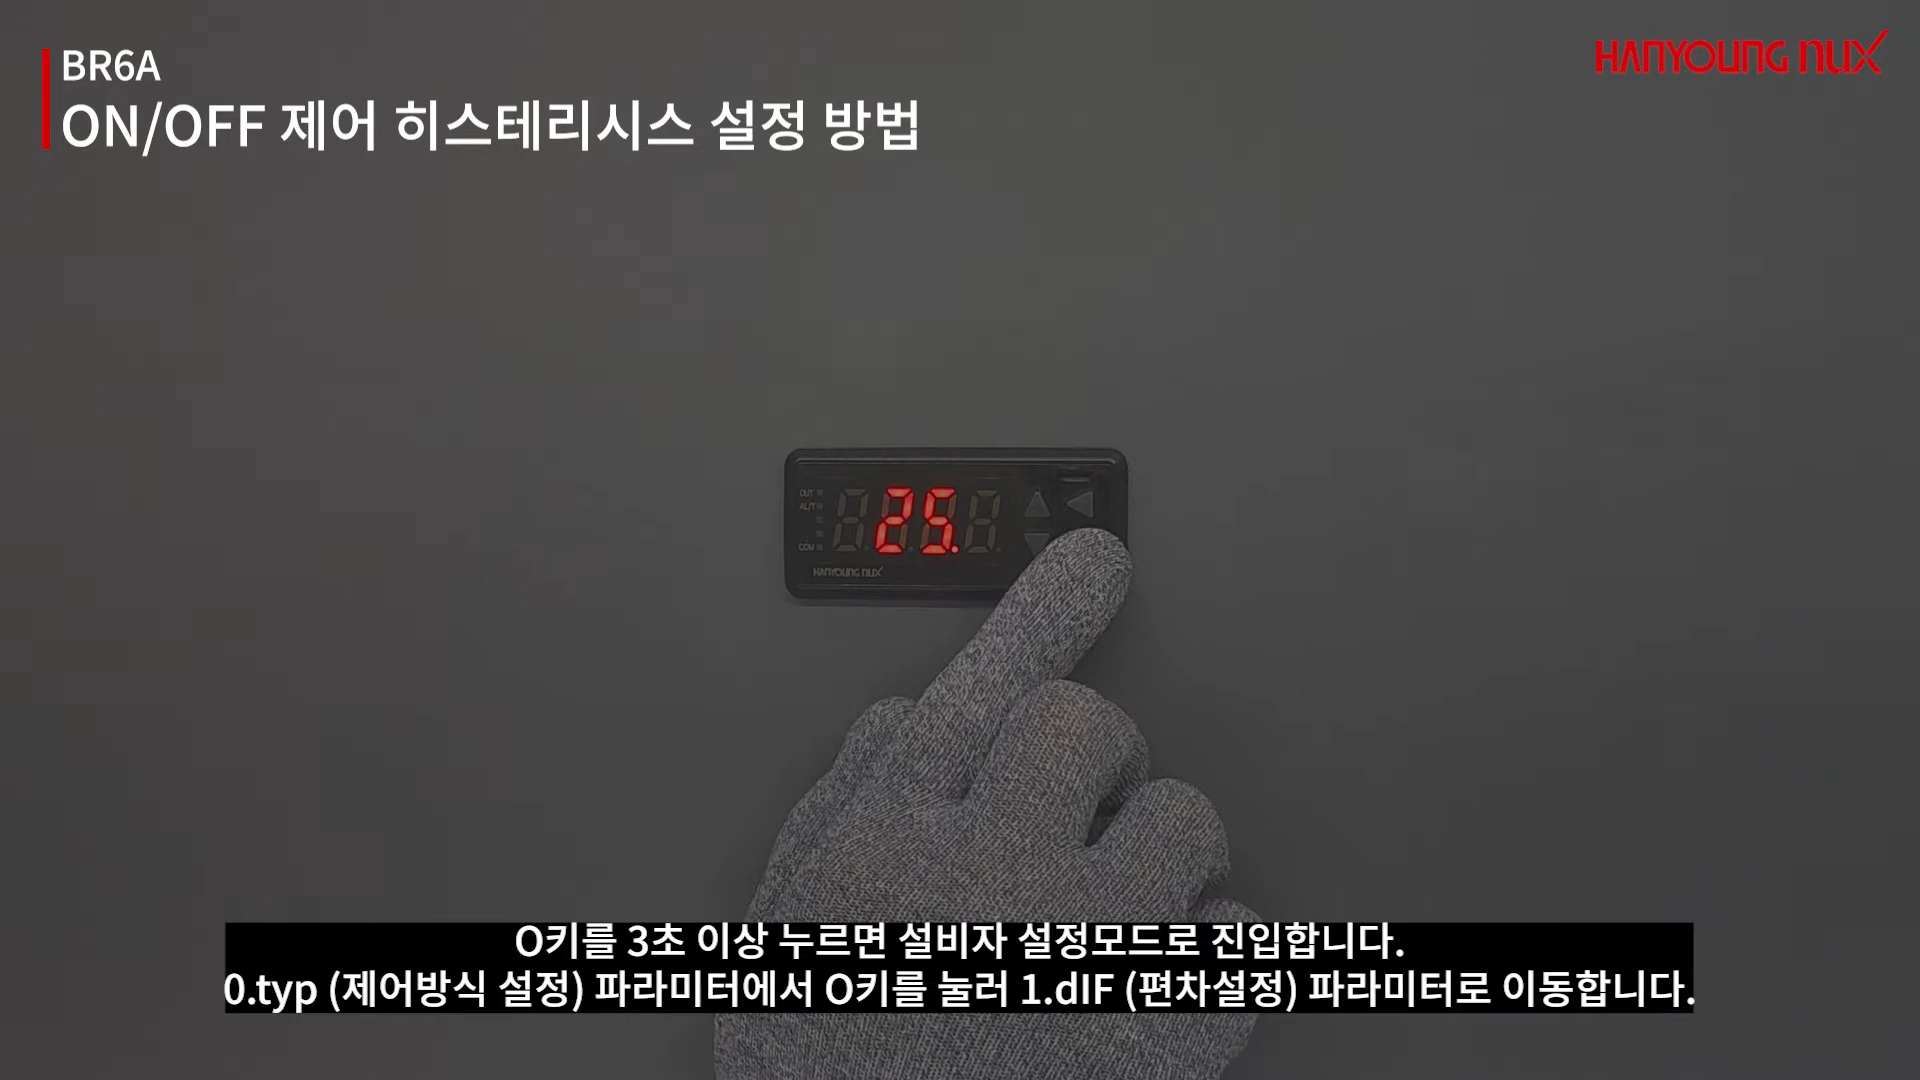 BR6A
HANYOUNG nux
ON/OFF 제어 히스테리시스 설정 방법
OUT
AL/T
25.
COM
HANYOUNG nux
O키를 3초 이상 누르면 설비자 설정모드로 진입합니다.
0.typ (제어방식 설정) 파라미터에서 O키를 눌러 1.dIF (편차설정) 파라미터로 이동합니다.